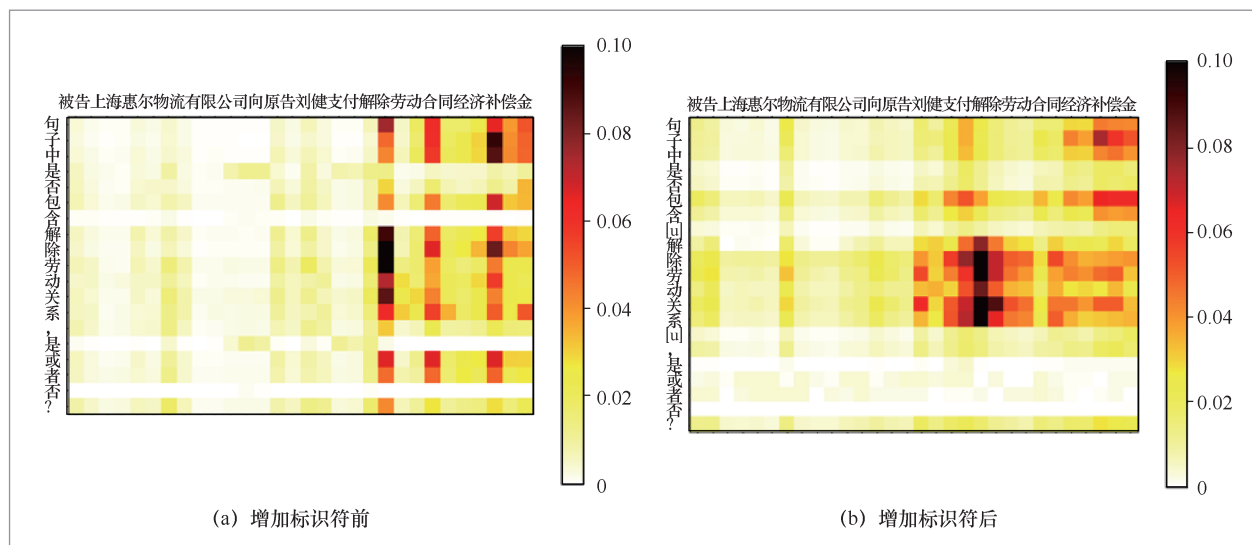 被告上海惠尔物流有限公司向原告刘健支付解除劳动合同经济补偿金
句子中是否包含解除劳动关系,是或者否?
0.10
0.08
0.06
0.04
0.02
0
(a) 增加标识符前
被告上海惠尔物流有限公司向原告刘健支付解除劳动合同经济补偿金
句子中是否包含[u]解除劳动关系[u],是或者否?
0.10
0.08
0.06
0.04
0.02
0
(b) 增加标识符后